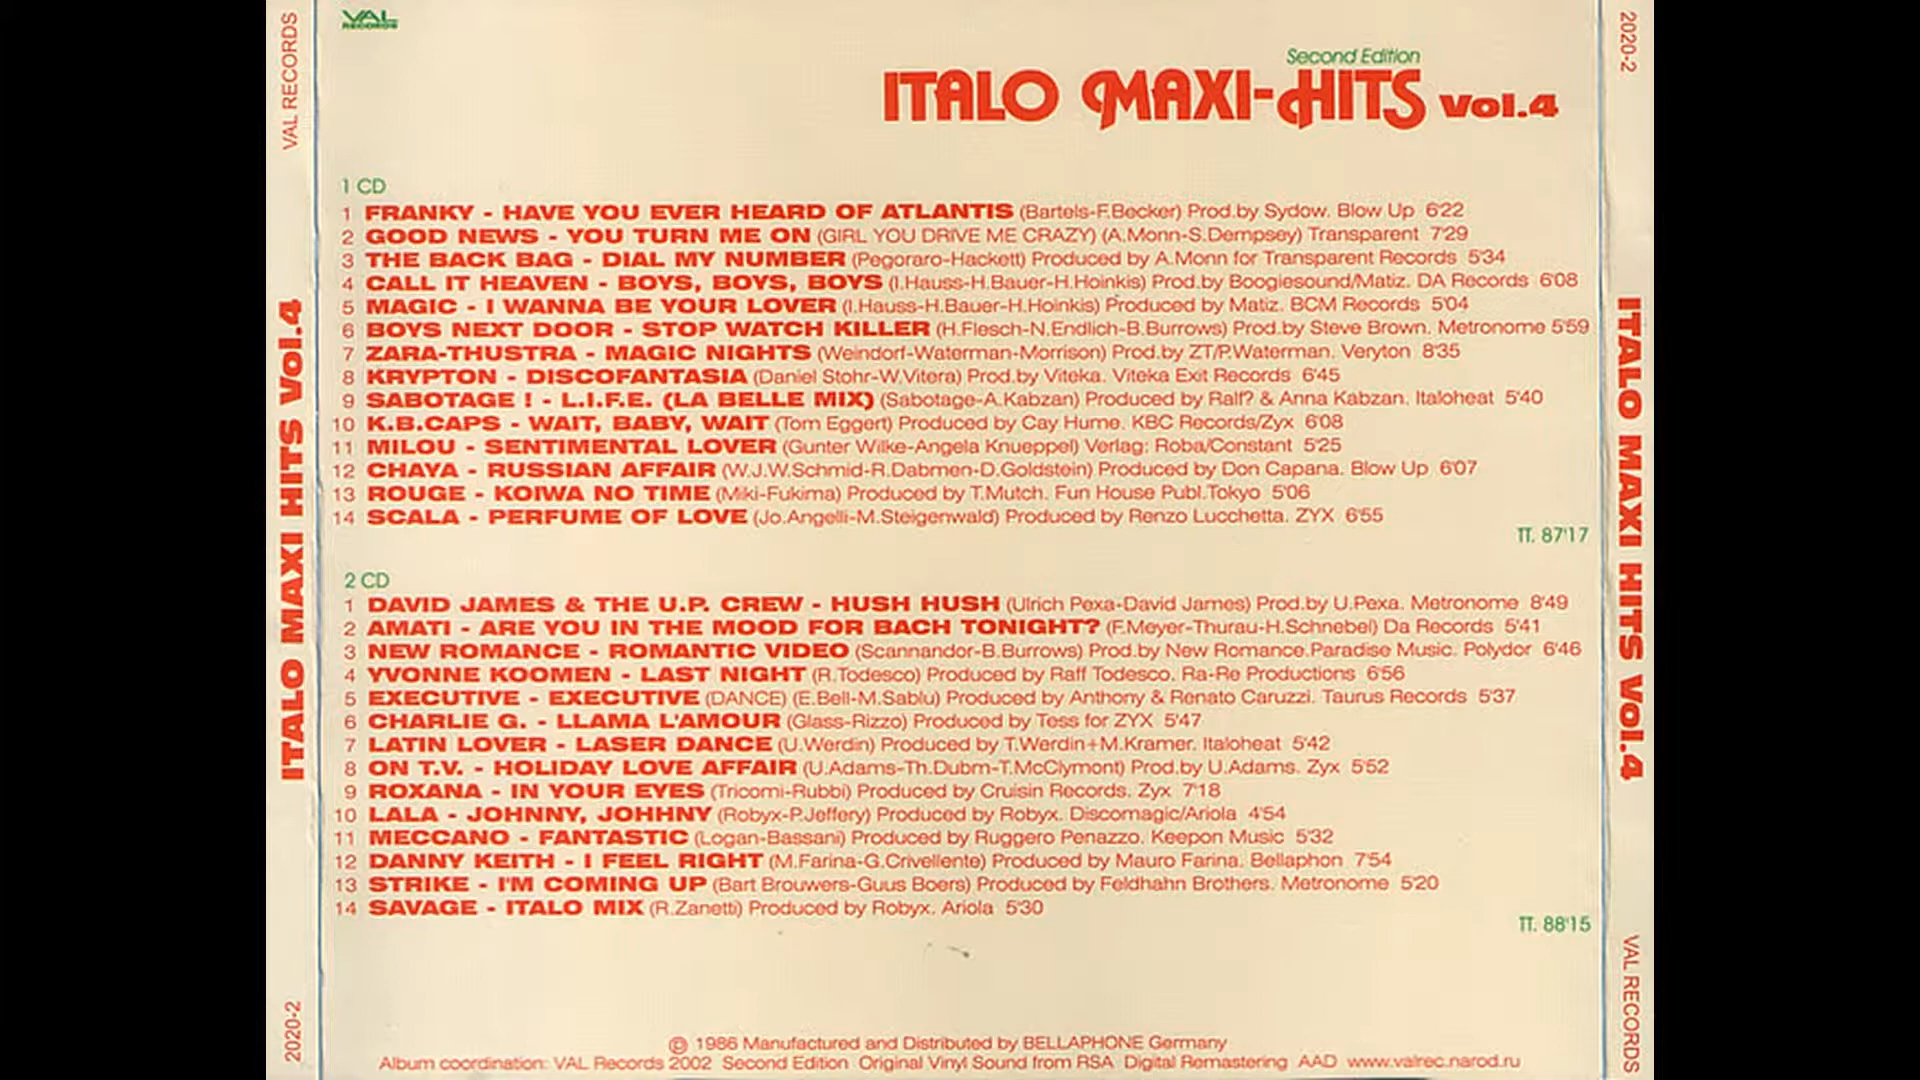 VAL RECORDS
VAL RECORDS
ITALO MAXI HITS Vol.4
2020-2
Second Edition
ITALO MAXI-HITS Vol.4
1 CD
1 FRANKY - HAVE YOU EVER HEARD OF ATLANTIS (Bartels-F.Becker) Prod.by Sydow. Blow Up 6'22
2 GOOD NEWS - YOU TURN ME ON (GIRL YOU DRIVE ME CRAZY) (A.Monn-S.Dempsey) Transparent 7'29
3 THE BACK BAG - DIAL MY NUMBER (Pegoraro-Hackett) Produced by A.Monn for Transparent Records 5'34
4 CALL IT HEAVEN - BOYS, BOYS, BOYS (I.Hauss-H.Bauer-H.Hoinkis) Prod.by Boogiesound/Matiz. DA Records 6'08
5 MAGIC - I WANNA BE YOUR LOVER (I.Hauss-H.Bauer-H.Hoinkis) Produced by Matiz. BCM Records 5'04
6 BOYS NEXT DOOR - STOP WATCH KILLER (H.Flesch-N.Endlich-B.Burrows) Prod.by Steve Brown. Metronome 5'59
7 ZARA-THUSTRA - MAGIC NIGHTS (Weindorf-Waterman-Morrison) Prod.by ZT/P.Waterman. Veryton 8'35
8 KRYPTON - DISCOFANTASIA (Daniel Stohr-W.Vitera) Prod.by Viteka. Viteka Exit Records 6'45
9 SABOTAGE ! - L.I.F.E. (LA BELLE MIX) (Sabotage-A.Kabzan) Produced by Ralf? & Anna Kabzan. Italoheat 5'40
10 K.B.CAPS - WAIT, BABY, WAIT (Tom Eggert) Produced by Cay Hume. KBC Records/Zyx 6'08
11 MILOU - SENTIMENTAL LOVER (Gunter Wilke-Angela Knueppel) Verlag: Roba/Constant 5'25
12 CHAYA - RUSSIAN AFFAIR (W.J.W.Schmid-R.Dabmen-D.Goldstein) Produced by Don Capana. Blow Up 6'07
13 ROUGE - KOIWA NO TIME (Miki-Fukima) Produced by T.Mutch. Fun House Publ.Tokyo 5'06
14 SCALA - PERFUME OF LOVE (Jo.Angelli-M.Steigenwald) Produced by Renzo Lucchetta. ZYX 6'55
TT. 87'17
2 CD
1 DAVID JAMES & THE U.P. CREW - HUSH HUSH (Ulrich Pexa-David James) Prod.by U.Pexa. Metronome 8'49
2 AMATI - ARE YOU IN THE MOOD FOR BACH TONIGHT? (F.Meyer-Thurau-H.Schnebel) Da Records 5'41
3 NEW ROMANCE - ROMANTIC VIDEO (Scannandor-B.Burrows) Prod.by New Romance.Paradise Music. Polydor 6'46
4 YVONNE KOOMEN - LAST NIGHT (R.Todesco) Produced by Raff Todesco. Ra-Re Productions 6'56
5 EXECUTIVE - EXECUTIVE (DANCE) (E.Bell-M.Sablu) Produced by Anthony & Renato Caruzzi. Taurus Records 5'37
6 CHARLIE G. - LLAMA L'AMOUR (Glass-Rizzo) Produced by Tess for ZYX 5'47
7 LATIN LOVER - LASER DANCE (U.Werdin) Produced by T.Werdin+M.Kramer. Italoheat 5'42
8 ON T.V. - HOLIDAY LOVE AFFAIR (U.Adams-Th.Dubm-T.McClymont) Prod.by U.Adams. Zyx 5'52
9 ROXANA - IN YOUR EYES (Tricomi-Rubbi) Produced by Cruisin Records. Zyx 7'18
10 LALA - JOHNNY, JOHHNY (Robyx-P.Jeffery) Produced by Robyx. Discomagic/Ariola 4'54
11 MECCANO - FANTASTIC (Logan-Bassani) Produced by Ruggero Penazzo. Keepon Music 5'32
12 DANNY KEITH - I FEEL RIGHT (M.Farina-G.Crivellente) Produced by Mauro Farina. Bellaphon 7'54
13 STRIKE - I'M COMING UP (Bart Brouwers-Guus Boers) Produced by Feldhahn Brothers. Metronome 5'20
14 SAVAGE - ITALO MIX (R.Zanetti) Produced by Robyx. Ariola 5'30
TT. 88'15
© 1986 Manufactured and Distributed by BELLAPHONE Germany
Album coordination: VAL Records 2002 Second Edition Original Vinyl Sound from RSA Digital Remastering AAD www.valrec.narod.ru
2020-2
ITALO MAXI HITS Vol.4
VAL RECORDS